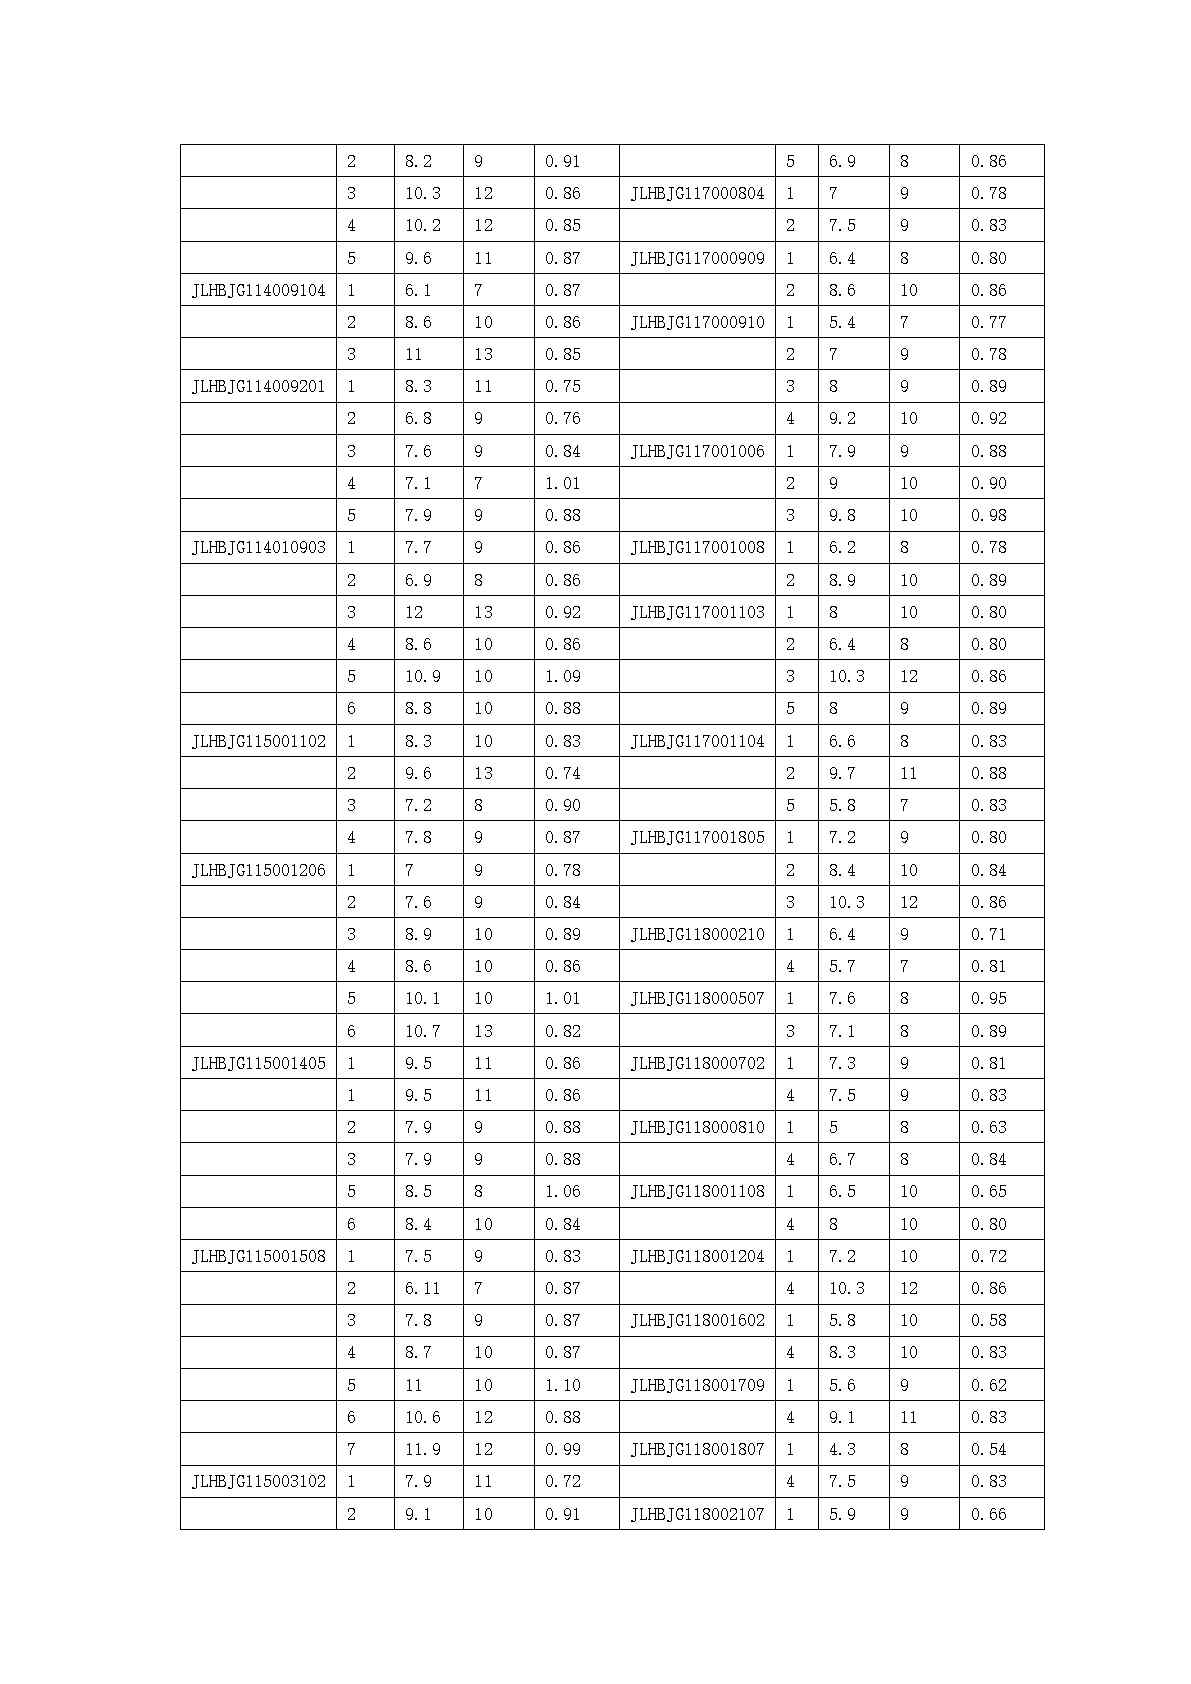 2 8.2 9 0.91 5 6.9 8 0.86
3 10.3 12 0.86 JLHBJG117000804 1 7 9 0.78
4 10.2 12 0.85 2 7.5 9 0.83
5 9.6 11 0.87 JLHBJG117000909 1 6.4 8 0.80
JLHBJG114009104 1 6.1 7 0.87 2 8.6 10 0.86
2 8.6 10 0.86 JLHBJG117000910 1 5.4 7 0.77
3 11 13 0.85 2 7 9 0.78
JLHBJG114009201 1 8.3 11 0.75 3 8 9 0.89
2 6.8 9 0.76 4 9.2 10 0.92
3 7.6 9 0.84 JLHBJG117001006 1 7.9 9 0.88
4 7.1 7 1.01 2 9 10 0.90
5 7.9 9 0.88 3 9.8 10 0.98
JLHBJG114010903 1 7.7 9 0.86 JLHBJG117001008 1 6.2 8 0.78
2 6.9 8 0.86 2 8.9 10 0.89
3 12 13 0.92 JLHBJG117001103 1 8 10 0.80
4 8.6 10 0.86 2 6.4 8 0.80
5 10.9 10 1.09 3 10.3 12 0.86
6 8.8 10 0.88 5 8 9 0.89
JLHBJG115001102 1 8.3 10 0.83 JLHBJG117001104 1 6.6 8 0.83
2 9.6 13 0.74 2 9.7 11 0.88
3 7.2 8 0.90 5 5.8 7 0.83
4 7.8 9 0.87 JLHBJG117001805 1 7.2 9 0.80
JLHBJG115001206 1 7 9 0.78 2 8.4 10 0.84
2 7.6 9 0.84 3 10.3 12 0.86
3 8.9 10 0.89 JLHBJG118000210 1 6.4 9 0.71
4 8.6 10 0.86 4 5.7 7 0.81
5 10.1 10 1.01 JLHBJG118000507 1 7.6 8 0.95
6 10.7 13 0.82 3 7.1 8 0.89
JLHBJG115001405 1 9.5 11 0.86 JLHBJG118000702 1 7.3 9 0.81
1 9.5 11 0.86 4 7.5 9 0.83
2 7.9 9 0.88 JLHBJG118000810 1 5 8 0.63
3 7.9 9 0.88 4 6.7 8 0.84
5 8.5 8 1.06 JLHBJG118001108 1 6.5 10 0.65
6 8.4 10 0.84 4 8 10 0.80
JLHBJG115001508 1 7.5 9 0.83 JLHBJG118001204 1 7.2 10 0.72
2 6.11 7 0.87 4 10.3 12 0.86
3 7.8 9 0.87 JLHBJG118001602 1 5.8 10 0.58
4 8.7 10 0.87 4 8.3 10 0.83
5 11 10 1.10 JLHBJG118001709 1 5.6 9 0.62
6 10.6 12 0.88 4 9.1 11 0.83
7 11.9 12 0.99 JLHBJG118001807 1 4.3 8 0.54
JLHBJG115003102 1 7.9 11 0.72 4 7.5 9 0.83
2 9.1 10 0.91 JLHBJG118002107 1 5.9 9 0.66